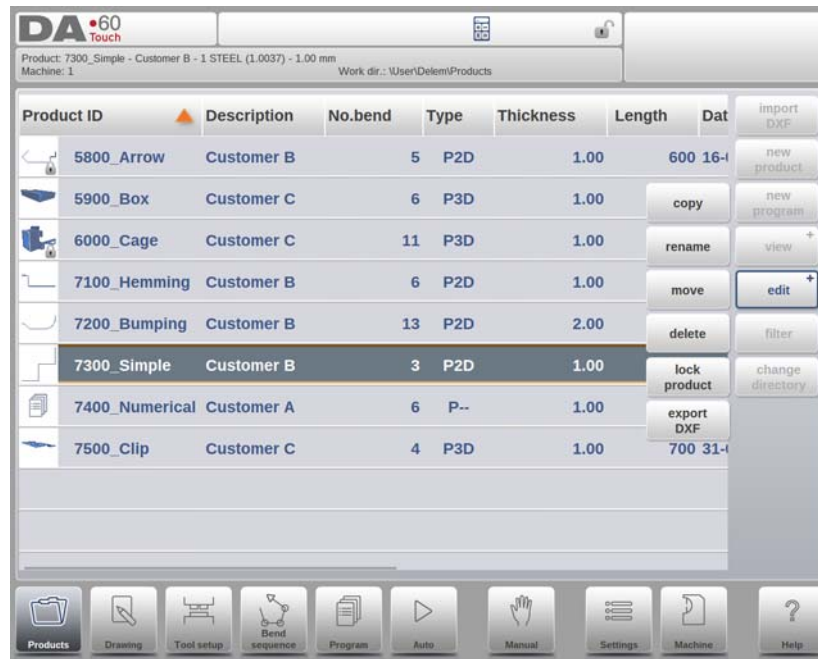 DA•60
Touch
Product: 7300_Simple - Customer B - 1 STEEL (1.0037) - 1.00 mm
Machine: 1 Work dir.: \User\Delem\Products
Product ID Description No.bend Type Thickness Length Dat
5800_Arrow Customer B 5 P2D 1.00 600 16-0
5900_Box Customer C 6 P3D 1.00
6000_Cage Customer C 11 P3D 1.00
7100_Hemming Customer B 6 P2D 1.00
7200_Bumping Customer B 13 P2D 2.00
7300_Simple Customer B 3 P2D 1.00
7400_Numerical Customer A 6 P-- 1.00
7500_Clip Customer C 4 P3D 1.00 700 31-0
copy
rename
move
delete
lock
product
export
DXF
import
DXF
new
product
new
program
view +
edit +
filter
change
directory
Products Drawing Tool setup Bend
sequence Program Auto Manual Settings Machine Help
?